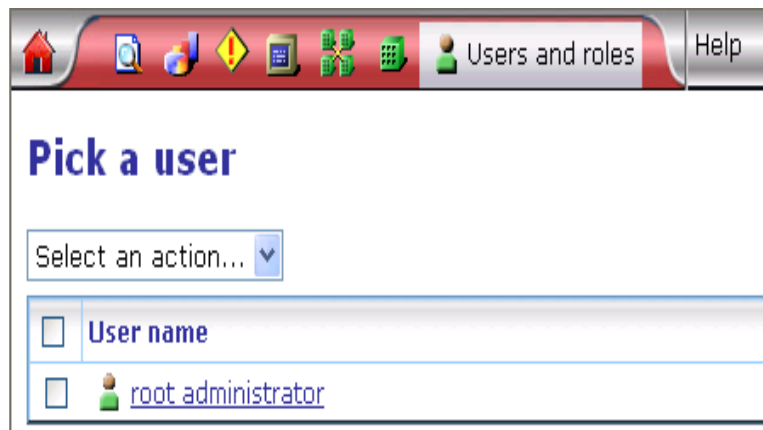 Users and roles Help
Pick a user
Select an action...
User name
root administrator